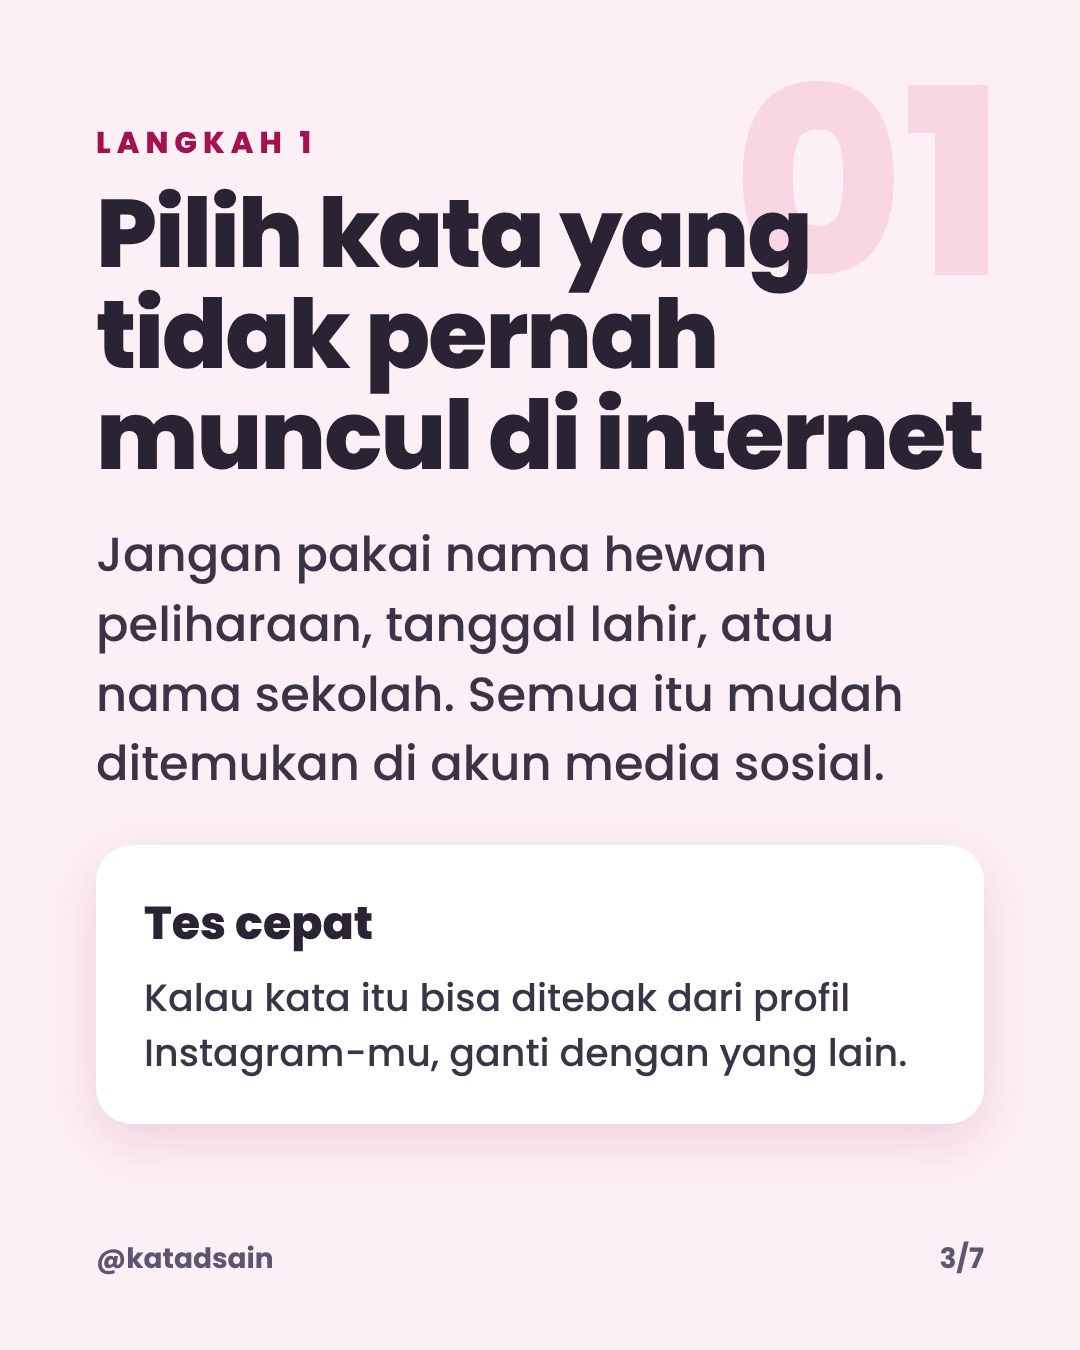 01
LANGKAH 1
Pilih kata yang
tidak pernah
muncul di internet
Jangan pakai nama hewan
peliharaan, tanggal lahir, atau
nama sekolah. Semua itu mudah
ditemukan di akun media sosial.
Tes cepat
Kalau kata itu bisa ditebak dari profil
Instagram-mu, ganti dengan yang lain.
@katadsain
3/7